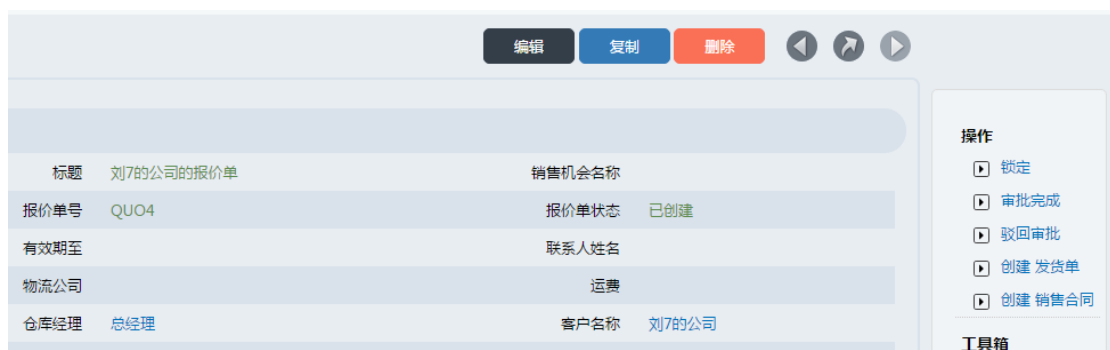 编辑 复制 删除
操作
标题 刘7的公司的报价单 销售机会名称
锁定
报价单号 QUO4 报价单状态 已创建
审批完成
有效期至 联系人姓名
驳回审批
物流公司 运费
创建 发货单
创建 销售合同
仓库经理 总经理 客户名称 刘7的公司
工具箱